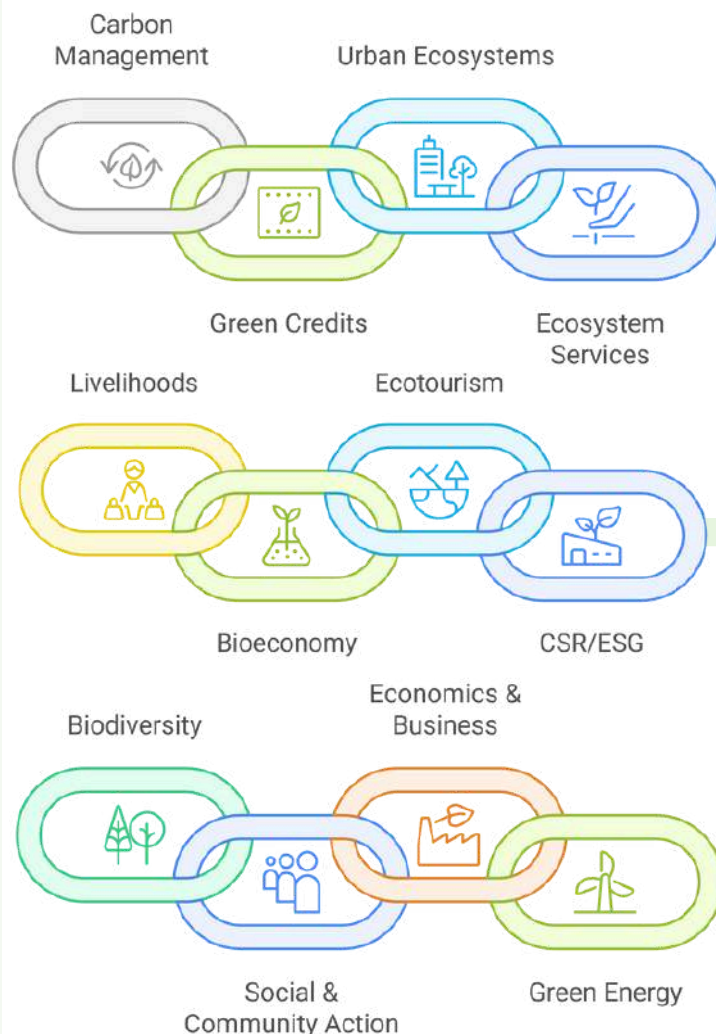 Carbon
Management
Urban Ecosystems
Green Credits
Ecosystem
Services
Livelihoods
Ecotourism
Bioeconomy
CSR/ESG
Biodiversity
Economics &
Business
Social &
Community Action
Green Energy